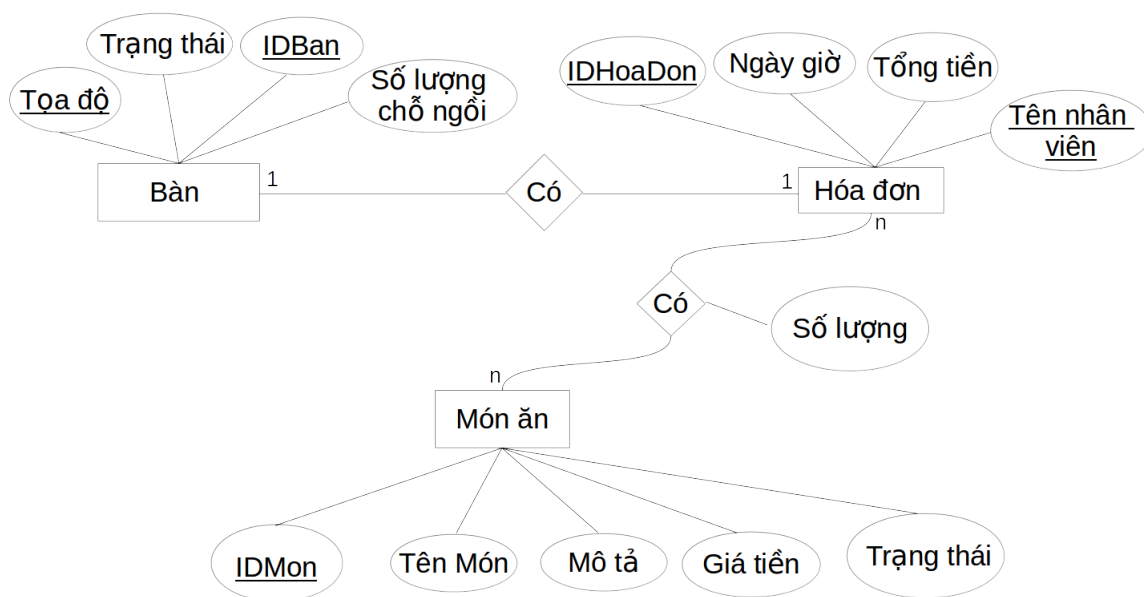 Trạng thái
IDBan
Tọa độ
Số lượng
chỗ ngồi
IDHoaDon
Ngày giờ
Tổng tiền
Tên nhân
viên
Bàn
1
Có
1
Hóa đơn
n
Có
Số lượng
n
Món ăn
IDMon
Tên Món
Mô tả
Giá tiền
Trạng thái